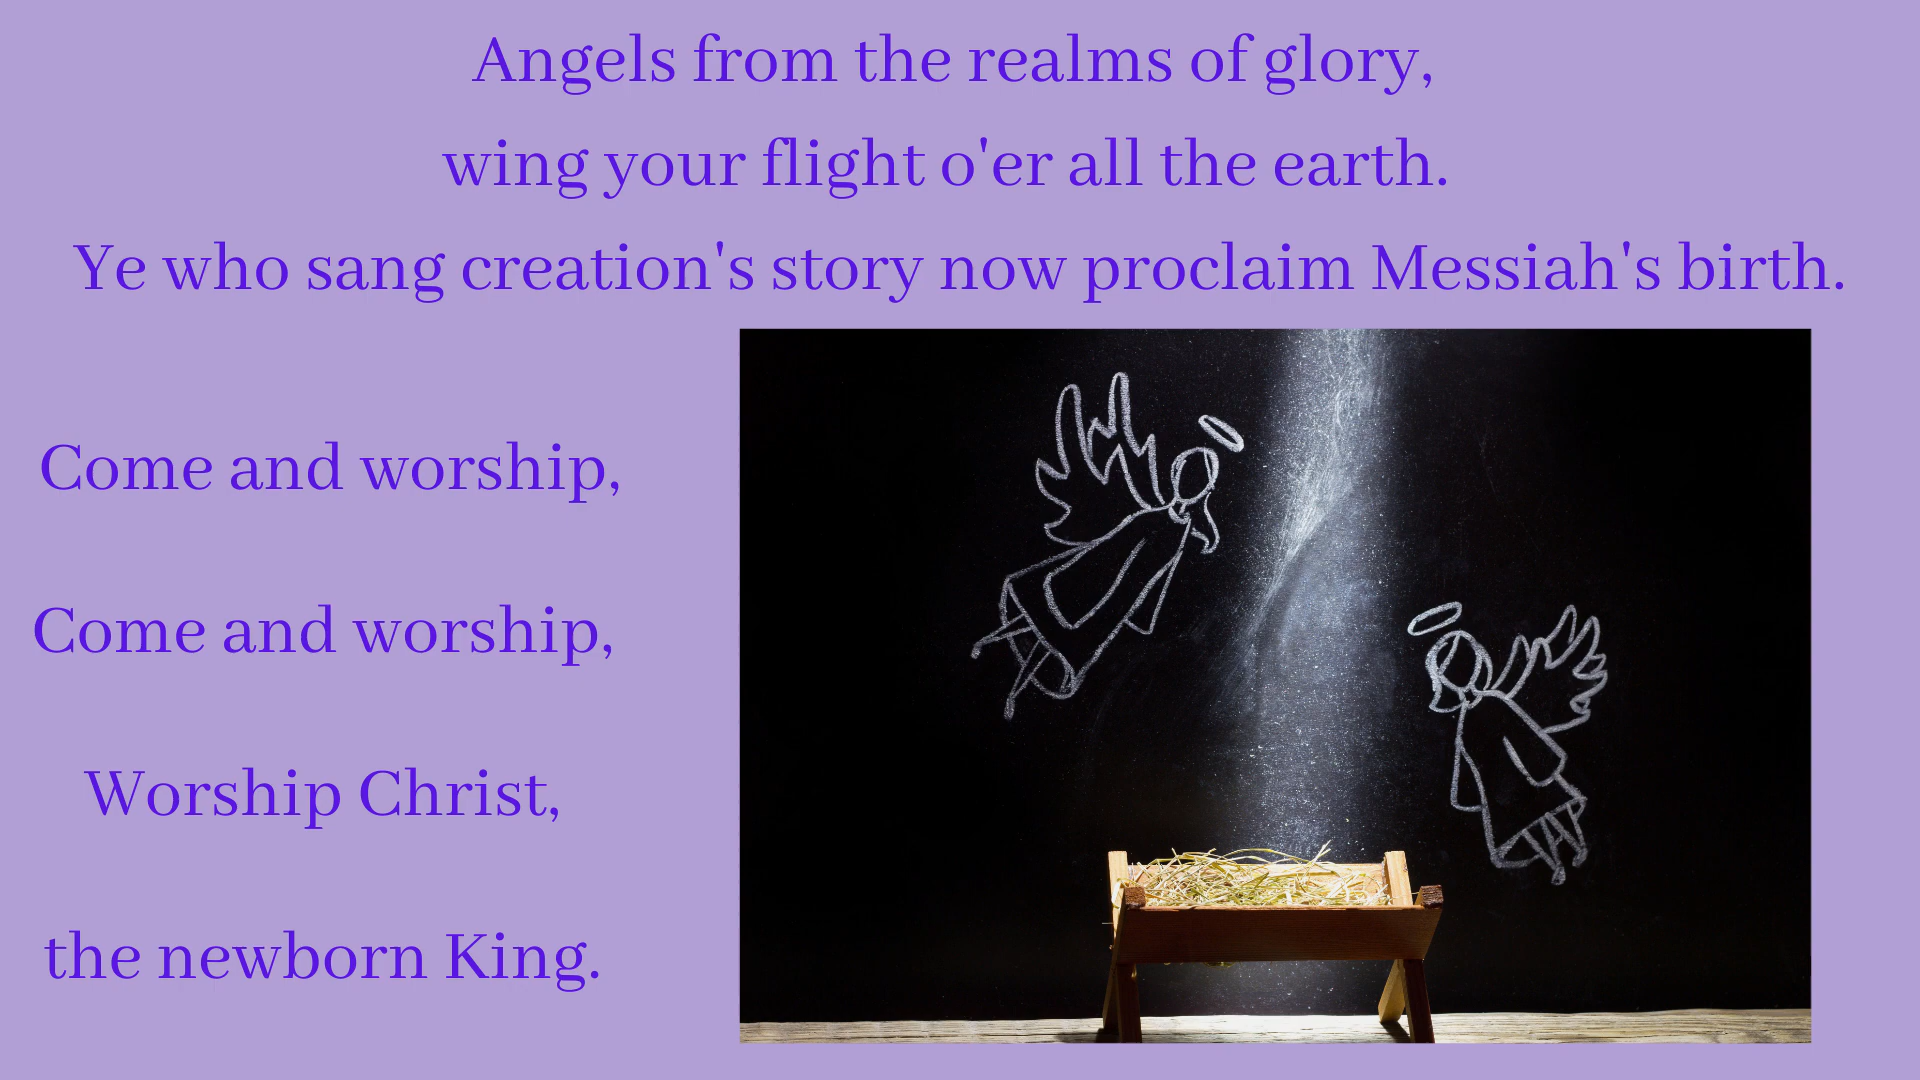 Angels from the realms of glory,
wing your flight o'er all the earth.
Ye who sang creation's story now proclaim Messiah's birth.
Come and worship,
Come and worship,
Worship Christ,
the newborn King.